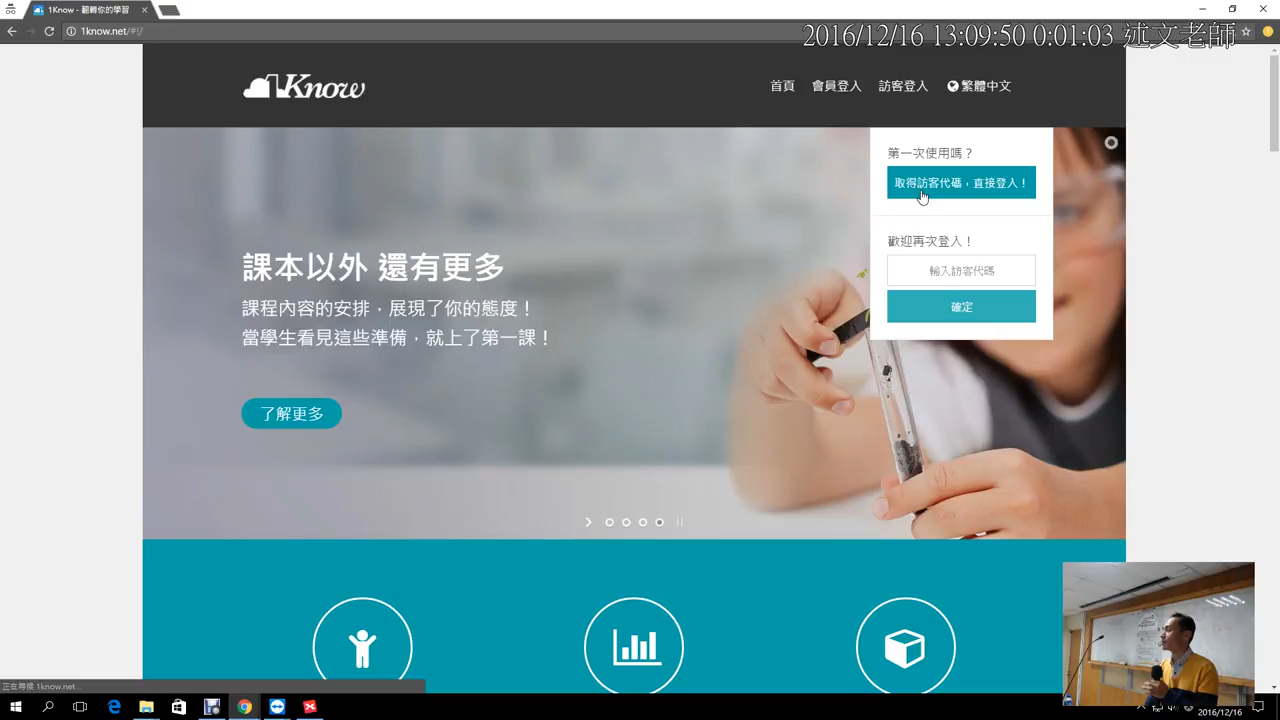 1Know - 翻轉你的學習
1know.net/#!/
2016/12/16 13:09:50 0:01:03 述文老師
1Know
首頁 會員登入 訪客登入 繁體中文
第一次使用嗎？
取得訪客代碼，直接登入！
歡迎再次登入！
輸入訪客代碼
確定
課本以外 還有更多
課程內容的安排，展現了你的態度！
當學生看見這些準備，就上了第一課！
了解更多
正在等候 1know.net...
2016/12/16